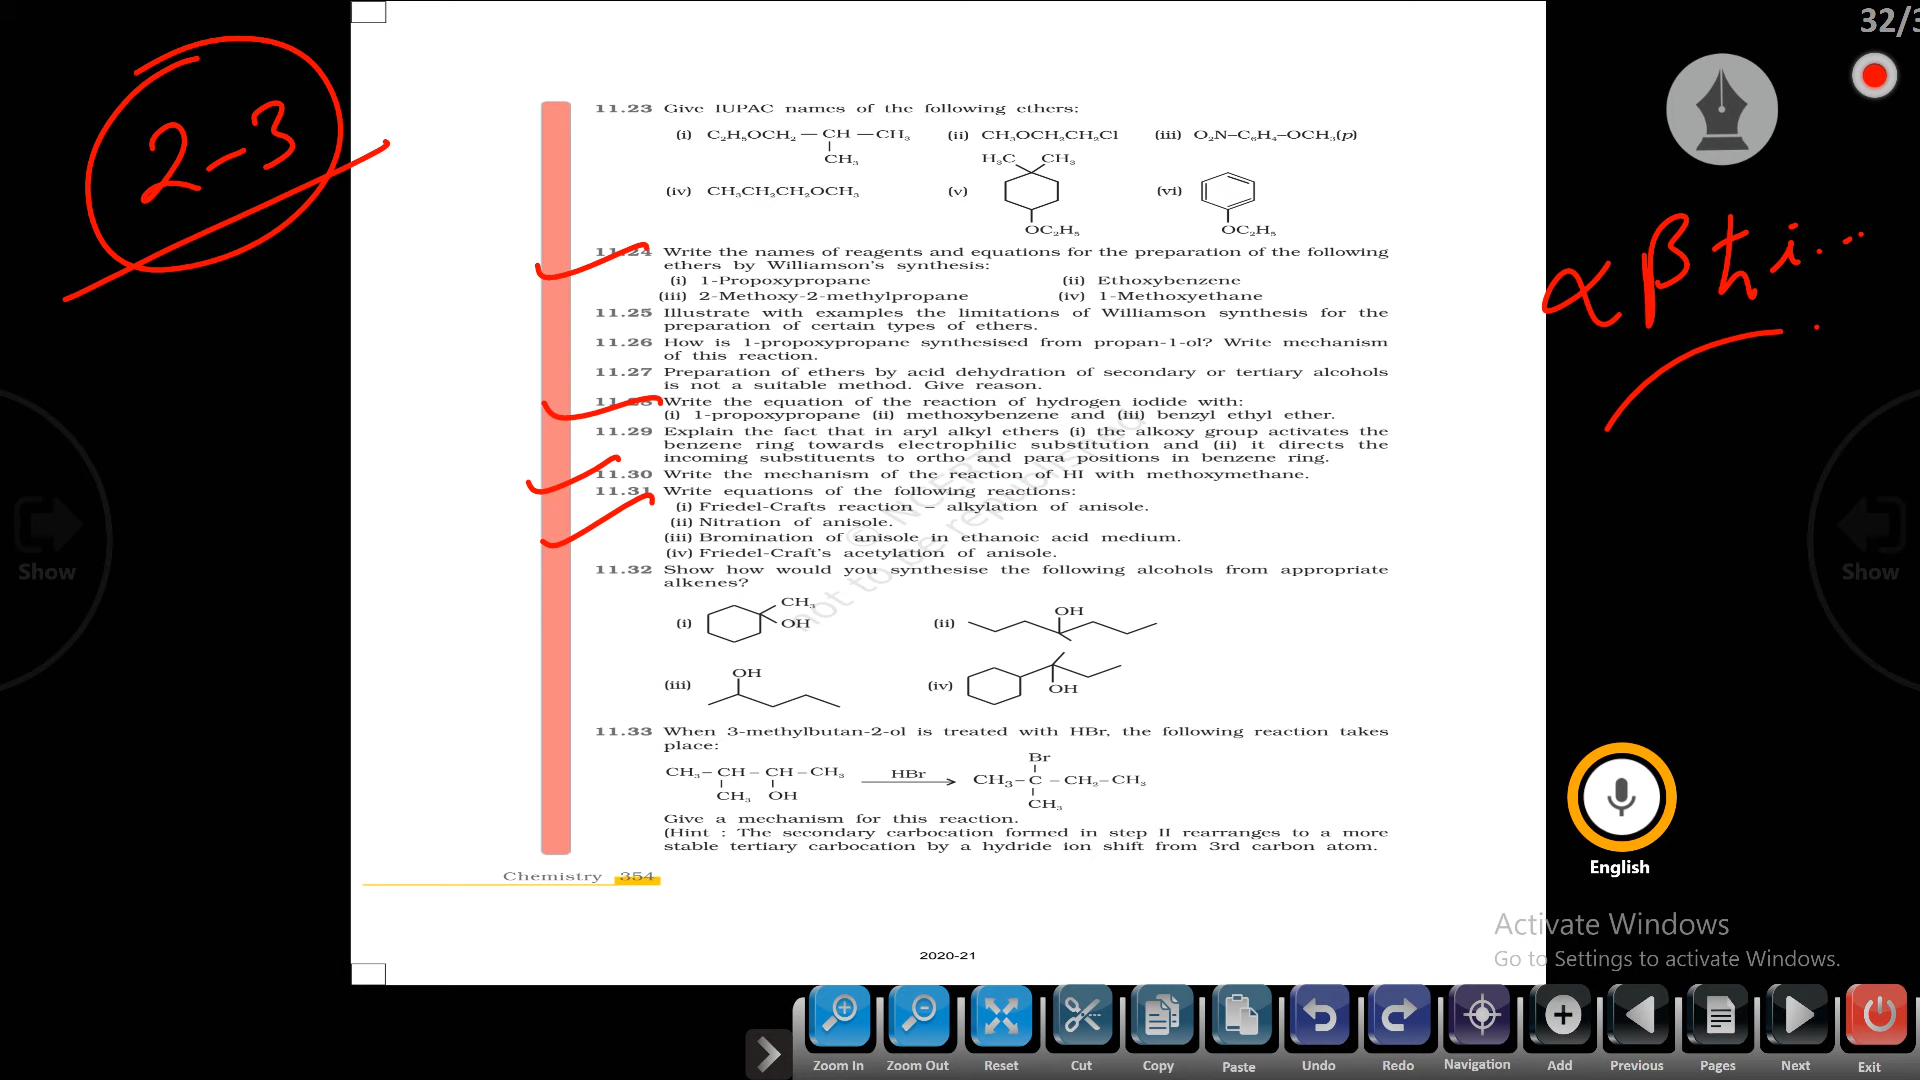 32/3
2-3
11.23 Give IUPAC names of the following ethers:
(i) C₂H₅OCH₂ — CH — CH₃
CH₃
(ii) CH₃OCH₂CH₂Cl
(iii) O₂N–C₆H₄–OCH₃(p)
(iv) CH₃CH₂CH₂OCH₃
(v) H₃C CH₃
OC₂H₅
(vi)
OC₂H₅
11.24 Write the names of reagents and equations for the preparation of the following
ethers by Williamson's synthesis:
(i) 1-Propoxypropane (ii) Ethoxybenzene
(iii) 2-Methoxy-2-methylpropane (iv) 1-Methoxyethane
11.25 Illustrate with examples the limitations of Williamson synthesis for the
preparation of certain types of ethers.
11.26 How is 1-propoxypropane synthesised from propan-1-ol? Write mechanism
of this reaction.
11.27 Preparation of ethers by acid dehydration of secondary or tertiary alcohols
is not a suitable method. Give reason.
11.28 Write the equation of the reaction of hydrogen iodide with:
(i) 1-propoxypropane (ii) methoxybenzene and (iii) benzyl ethyl ether.
11.29 Explain the fact that in aryl alkyl ethers (i) the alkoxy group activates the
benzene ring towards electrophilic substitution and (ii) it directs the
incoming substituents to ortho and para positions in benzene ring.
11.30 Write the mechanism of the reaction of HI with methoxymethane.
11.31 Write equations of the following reactions:
(i) Friedel-Crafts reaction – alkylation of anisole.
(ii) Nitration of anisole.
(iii) Bromination of anisole in ethanoic acid medium.
(iv) Friedel-Craft's acetylation of anisole.
11.32 Show how would you synthesise the following alcohols from appropriate
alkenes?
(i) CH₃
OH
(ii) OH
(iii) OH
(iv) OH
11.33 When 3-methylbutan-2-ol is treated with HBr, the following reaction takes
place:
Br
CH₃– CH – CH – CH₃ HBr CH₃– C – CH₂–CH₃
CH₃ OH CH₃
Give a mechanism for this reaction.
(Hint : The secondary carbocation formed in step II rearranges to a more
stable tertiary carbocation by a hydride ion shift from 3rd carbon atom.
© NCERT
not to be republished
Chemistry 354
2020-21
α β ℏ i ...
Show
Show
English
Activate Windows
Go to Settings to activate Windows.
Zoom In Zoom Out Reset Cut Copy Paste Undo Redo Navigation Add Previous Pages Next Exit